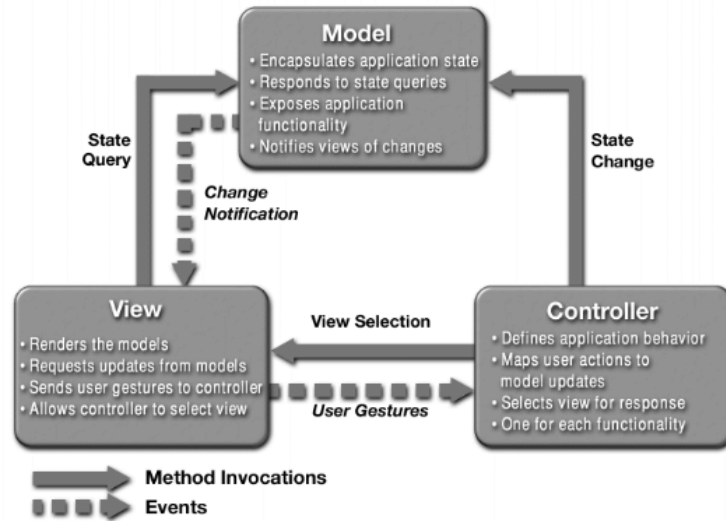 Model
• Encapsulates application state
• Responds to state queries
• Exposes application
functionality
• Notifies views of changes
State
Query
State
Change
Change
Notification
View
• Renders the models
• Requests updates from models
• Sends user gestures to controller
• Allows controller to select view
View Selection
User Gestures
Controller
• Defines application behavior
• Maps user actions to
model updates
• Selects view for response
• One for each functionality
Method Invocations
Events